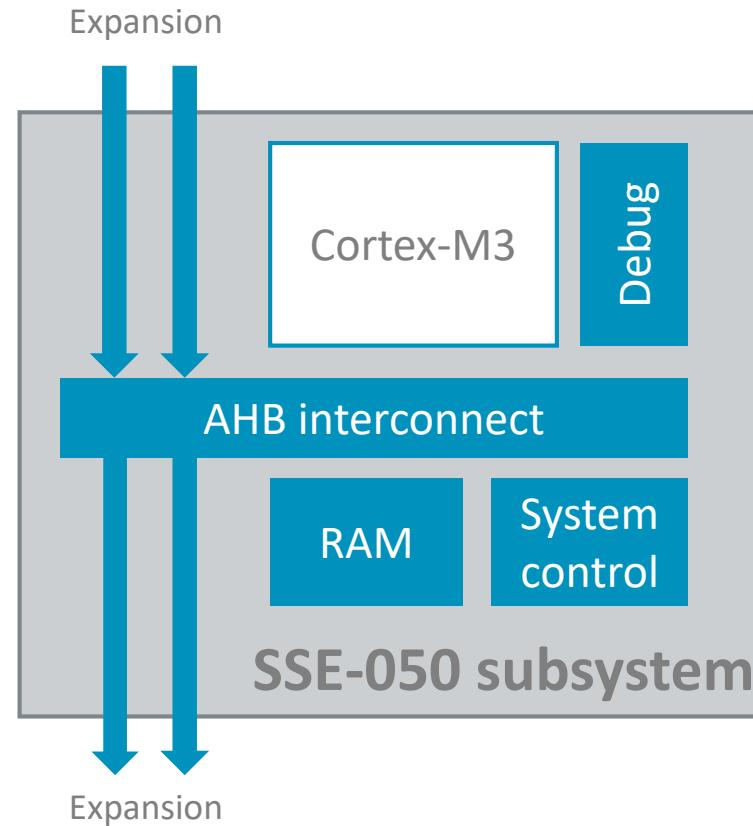 Expansion
Cortex-M3
Debug
AHB interconnect
RAM
System
control
SSE-050 subsystem
Expansion